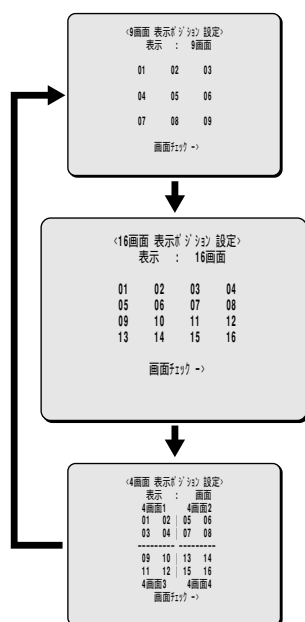 <9画面 表示ポジション 設定>
表示 : 9画面
01 02 03
04 05 06
07 08 09
画面チェック ->
<16画面 表示ポジション 設定>
表示 : 16画面
01 02 03 04
05 06 07 08
09 10 11 12
13 14 15 16
画面チェック ->
<4画面 表示ポジション 設定>
表示 : 画面
4画面1 4画面2
01 02 | 05 06
03 04 | 07 08
--------- ---------
09 10 | 13 14
11 12 | 15 16
4画面3 4画面4
画面チェック ->